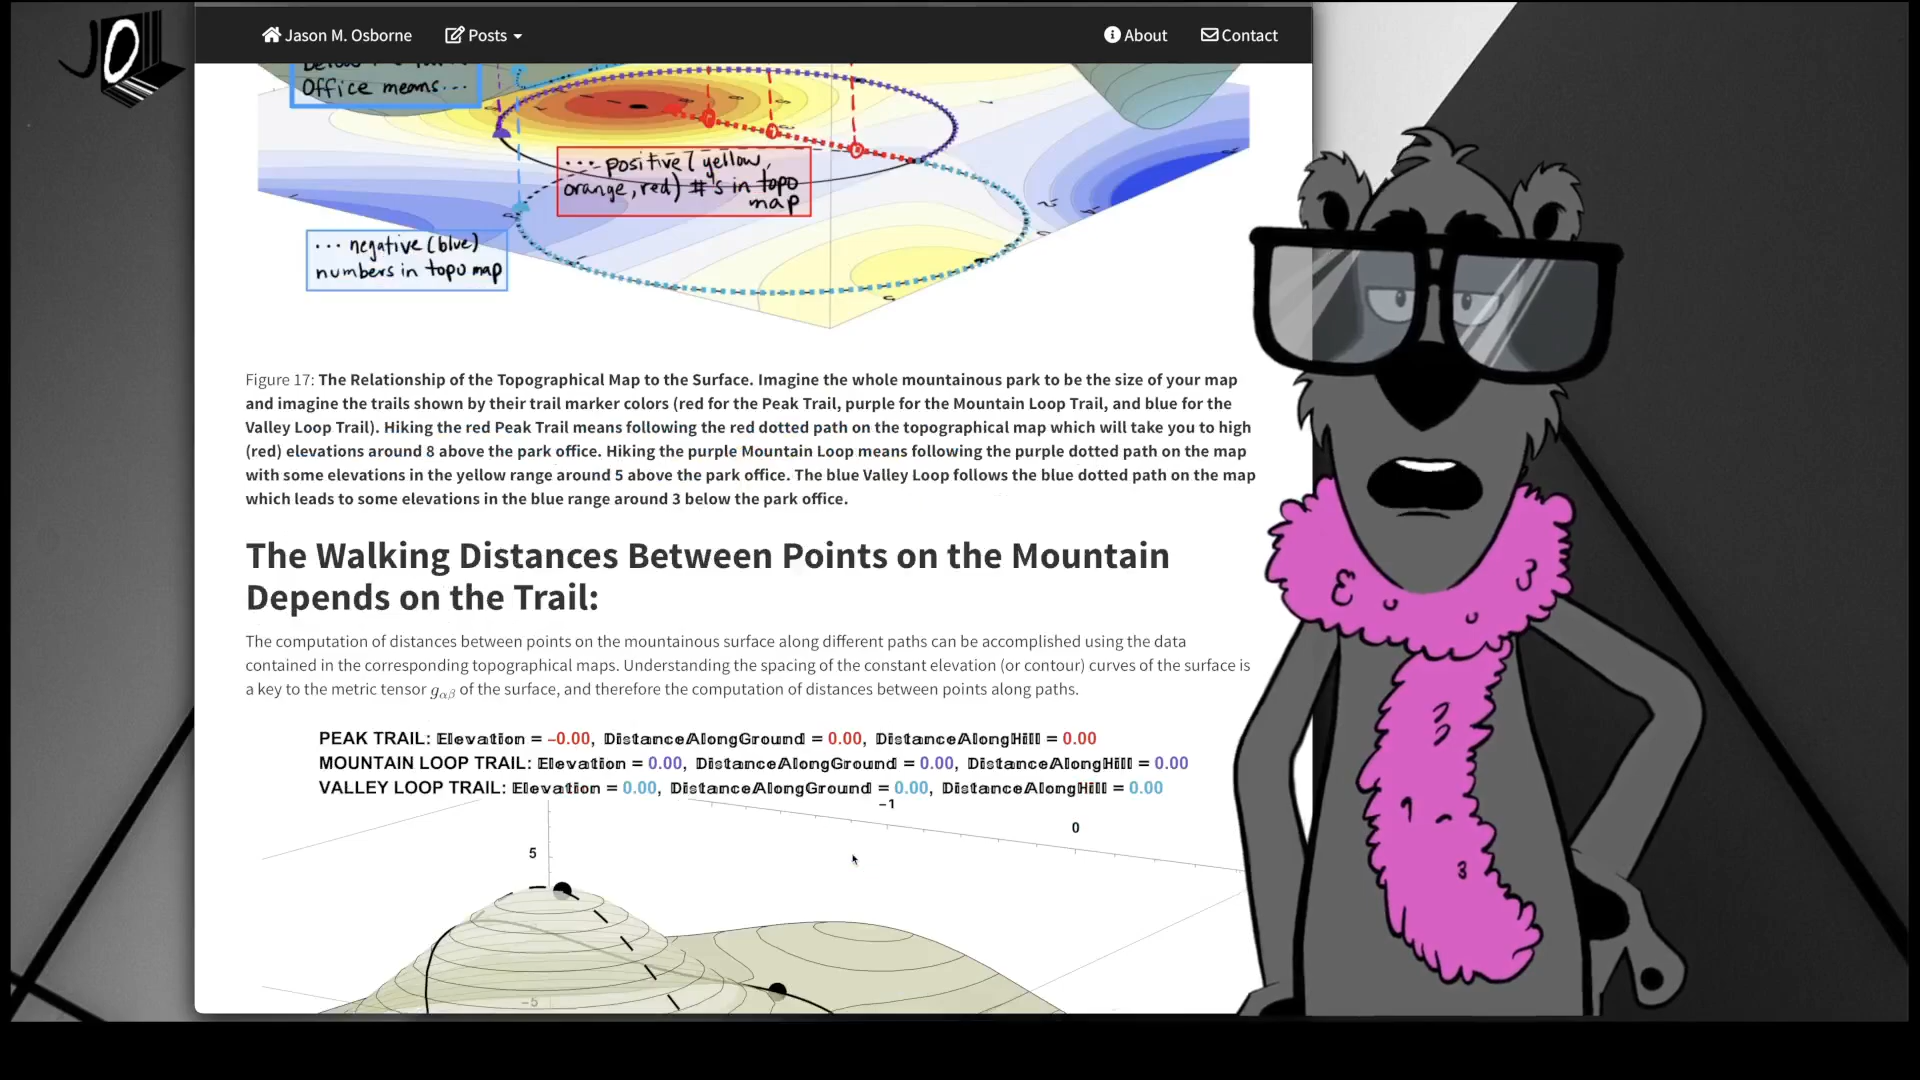 JO
Jason M. Osborne
Posts
About
Contact
Office means...
... positive (yellow,
orange, red) #'s in topo
map
... negative (blue)
numbers in topo map
Figure 17: The Relationship of the Topographical Map to the Surface. Imagine the whole mountainous park to be the size of your map
and imagine the trails shown by their trail marker colors (red for the Peak Trail, purple for the Mountain Loop Trail, and blue for the
Valley Loop Trail). Hiking the red Peak Trail means following the red dotted path on the topographical map which will take you to high
(red) elevations around 8 above the park office. Hiking the purple Mountain Loop means following the purple dotted path on the map
with some elevations in the yellow range around 5 above the park office. The blue Valley Loop follows the blue dotted path on the map
which leads to some elevations in the blue range around 3 below the park office.
The Walking Distances Between Points on the Mountain
Depends on the Trail:
The computation of distances between points on the mountainous surface along different paths can be accomplished using the data
contained in the corresponding topographical maps. Understanding the spacing of the constant elevation (or contour) curves of the surface is
a key to the metric tensor gαβ of the surface, and therefore the computation of distances between points along paths.
PEAK TRAIL: Elevation = -0.00, DistanceAlongGround = 0.00, DistanceAlongHill = 0.00
MOUNTAIN LOOP TRAIL: Elevation = 0.00, DistanceAlongGround = 0.00, DistanceAlongHill = 0.00
VALLEY LOOP TRAIL: Elevation = 0.00, DistanceAlongGround = 0.00, DistanceAlongHill = 0.00
-1
0
5
-5